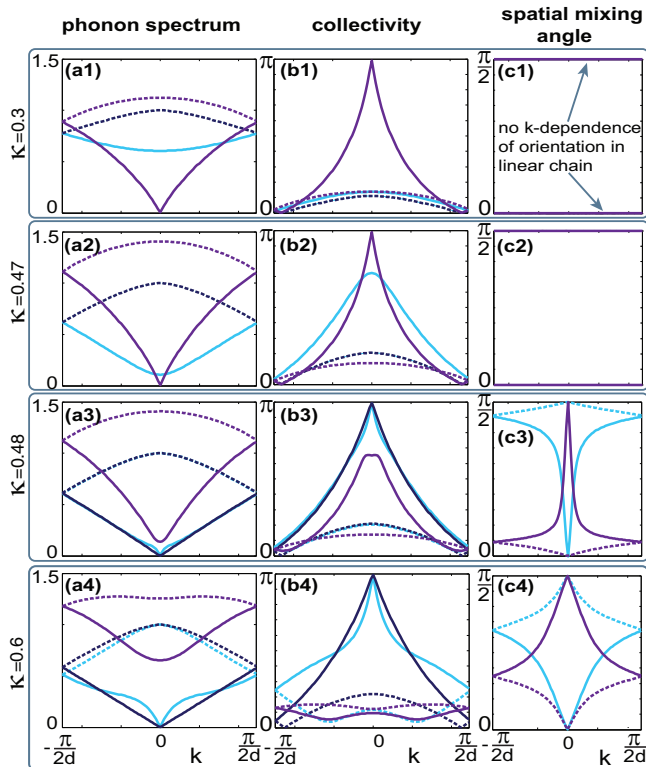 phonon spectrum collectivity spatial mixing angle
κ=0.3
1.5
0
(a1)
π
0
(b1)
π/2
0
(c1)
no k-dependence
of orientation in
linear chain
κ=0.47
1.5
0
(a2)
π
0
(b2)
π/2
0
(c2)
κ=0.48
1.5
0
(a3)
π
0
(b3)
π/2
0
(c3)
κ=0.6
1.5
0
(a4)
π
0
(b4)
π/2
0
(c4)
-π/2d 0 k π/2d
-π/2d 0 k π/2d
-π/2d 0 k π/2d